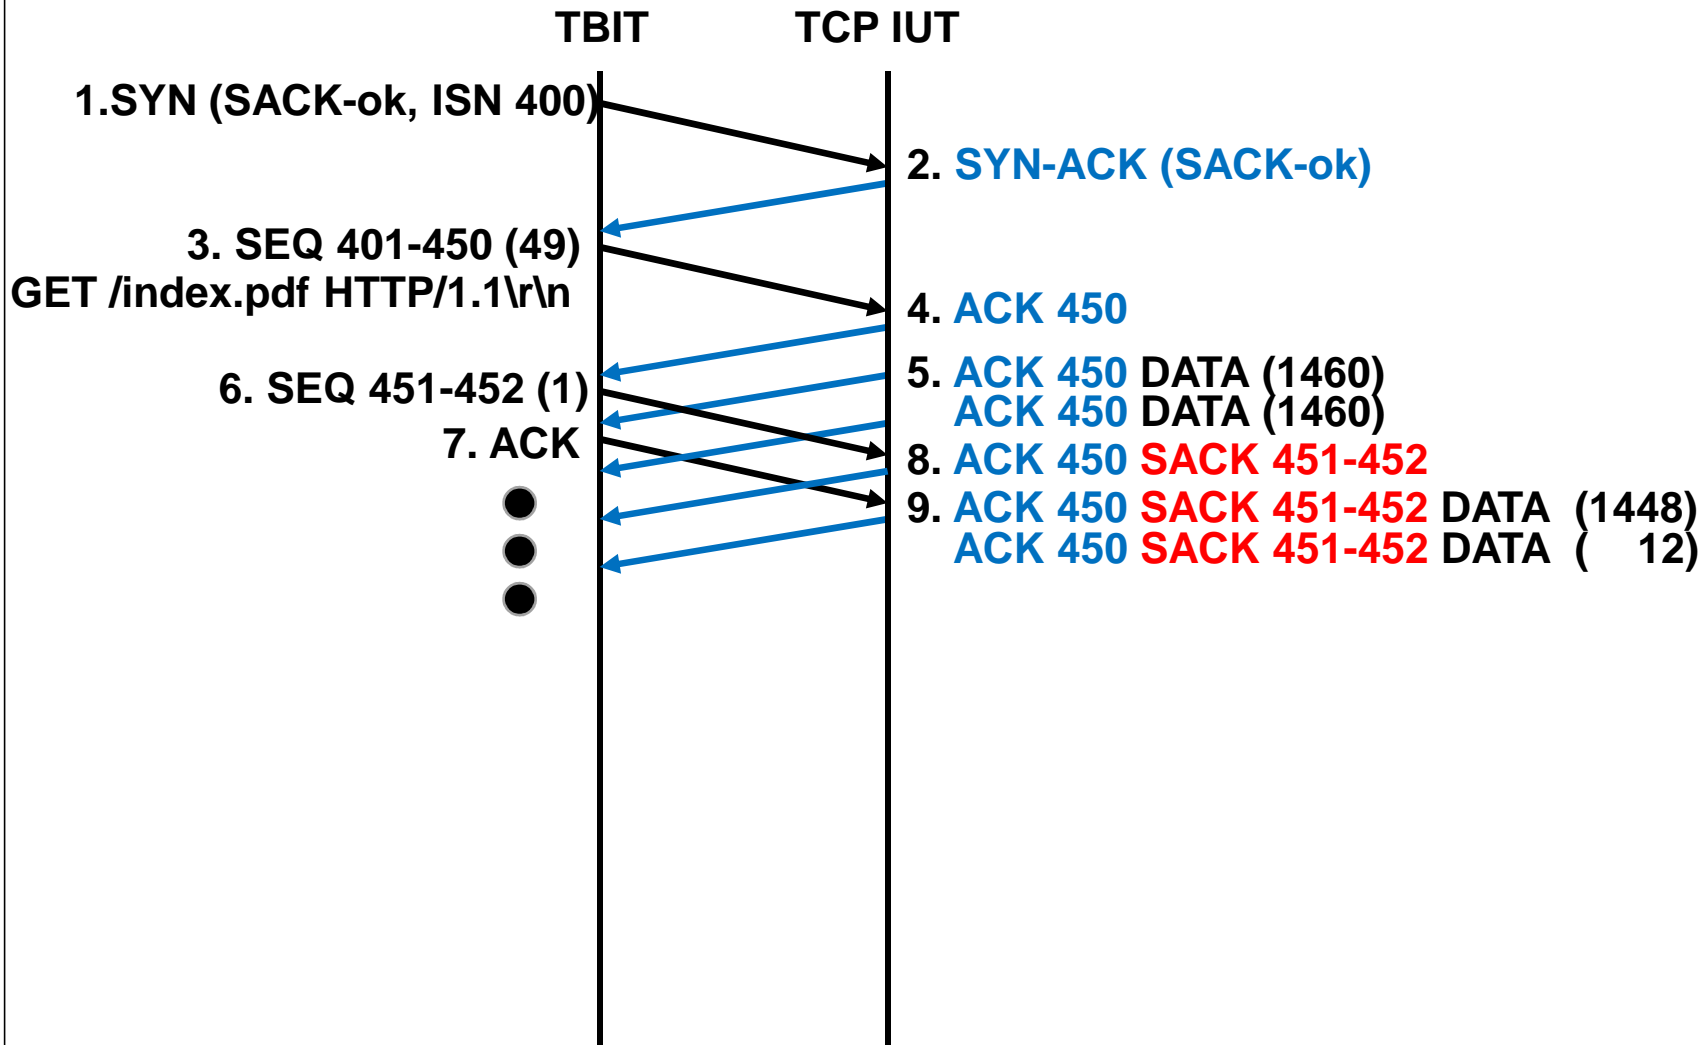 TBIT TCP IUT
1.SYN (SACK-ok, ISN 400)
2. SYN-ACK (SACK-ok)
3. SEQ 401-450 (49)
GET /index.pdf HTTP/1.1\r\n
4. ACK 450
5. ACK 450 DATA (1460)
ACK 450 DATA (1460)
6. SEQ 451-452 (1)
7. ACK
8. ACK 450 SACK 451-452
9. ACK 450 SACK 451-452 DATA (1448)
ACK 450 SACK 451-452 DATA ( 12)